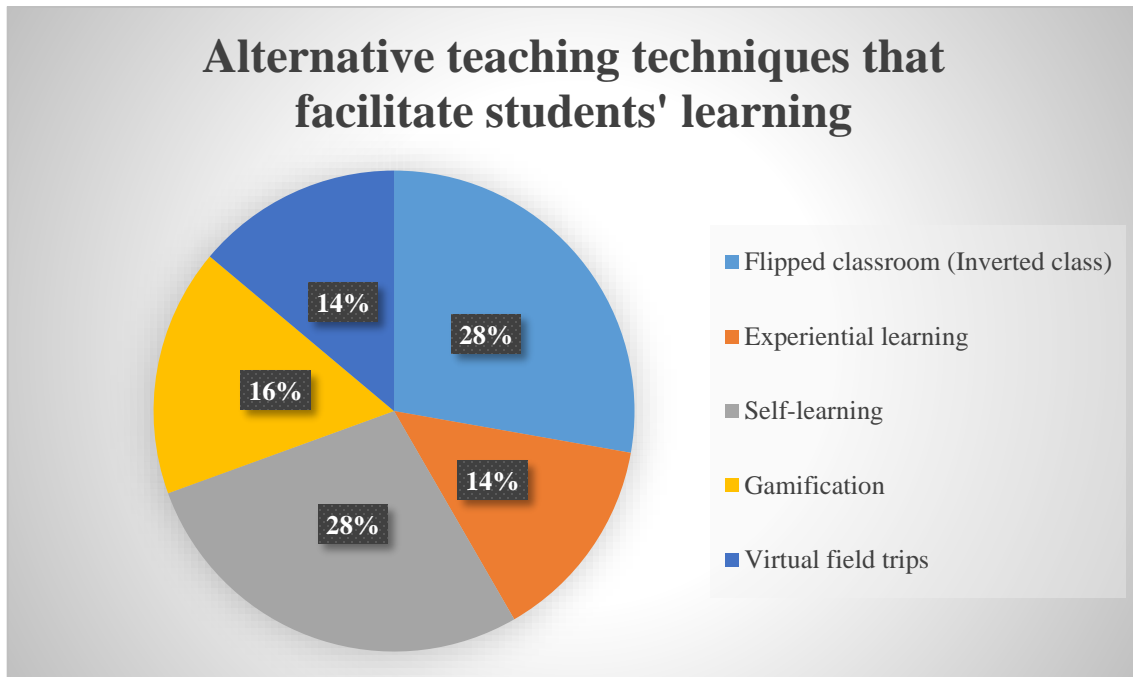 Alternative teaching techniques that
facilitate students' learning
14%
28%
16%
14%
28%
Flipped classroom (Inverted class)
Experiential learning
Self-learning
Gamification
Virtual field trips